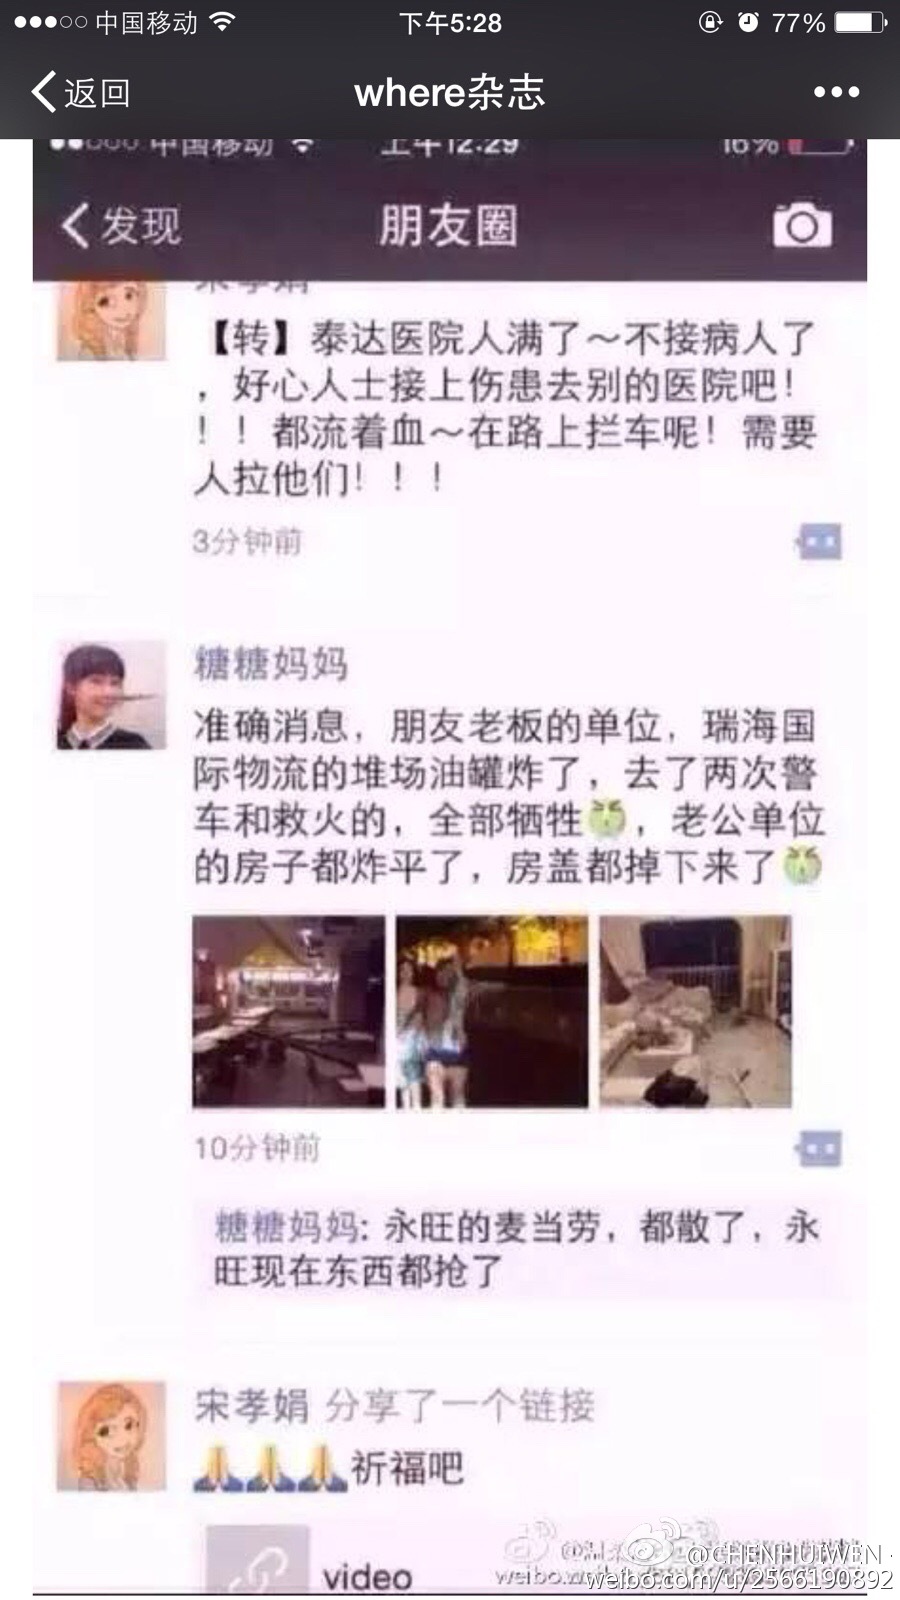 中国移动 下午5:28 77%
返回 where杂志
中国移动 上午12:29 16%
发现 朋友圈
宋孝娟
【转】泰达医院人满了～不接病人了
，好心人士接上伤患去别的医院吧！
！！都流着血～在路上拦车呢！需要
人拉他们！！！
3分钟前
糖糖妈妈
准确消息，朋友老板的单位，瑞海国
际物流的堆场油罐炸了，去了两次警
车和救火的，全部牺牲，老公单位
的房子都炸平了，房盖都掉下来了
10分钟前
糖糖妈妈: 永旺的麦当劳，都散了，永
旺现在东西都抢了
宋孝娟 分享了一个链接
🙏🙏🙏祈福吧
video
@CHENHUIWEN·
weibo.com/u/2566190892